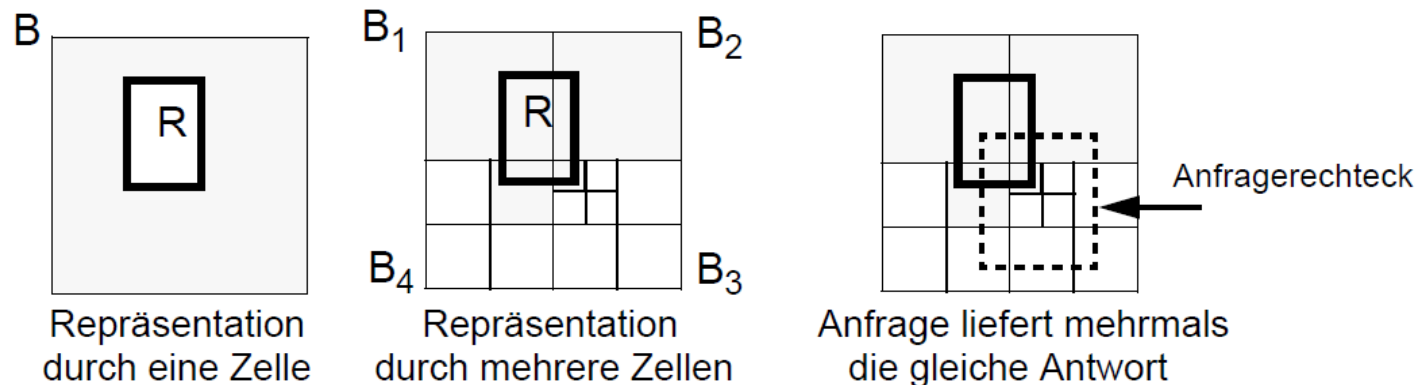 B
R
Repräsentation
durch eine Zelle
B1
B2
R
B4
B3
Repräsentation
durch mehrere Zellen
Anfragerechteck
Anfrage liefert mehrmals
die gleiche Antwort